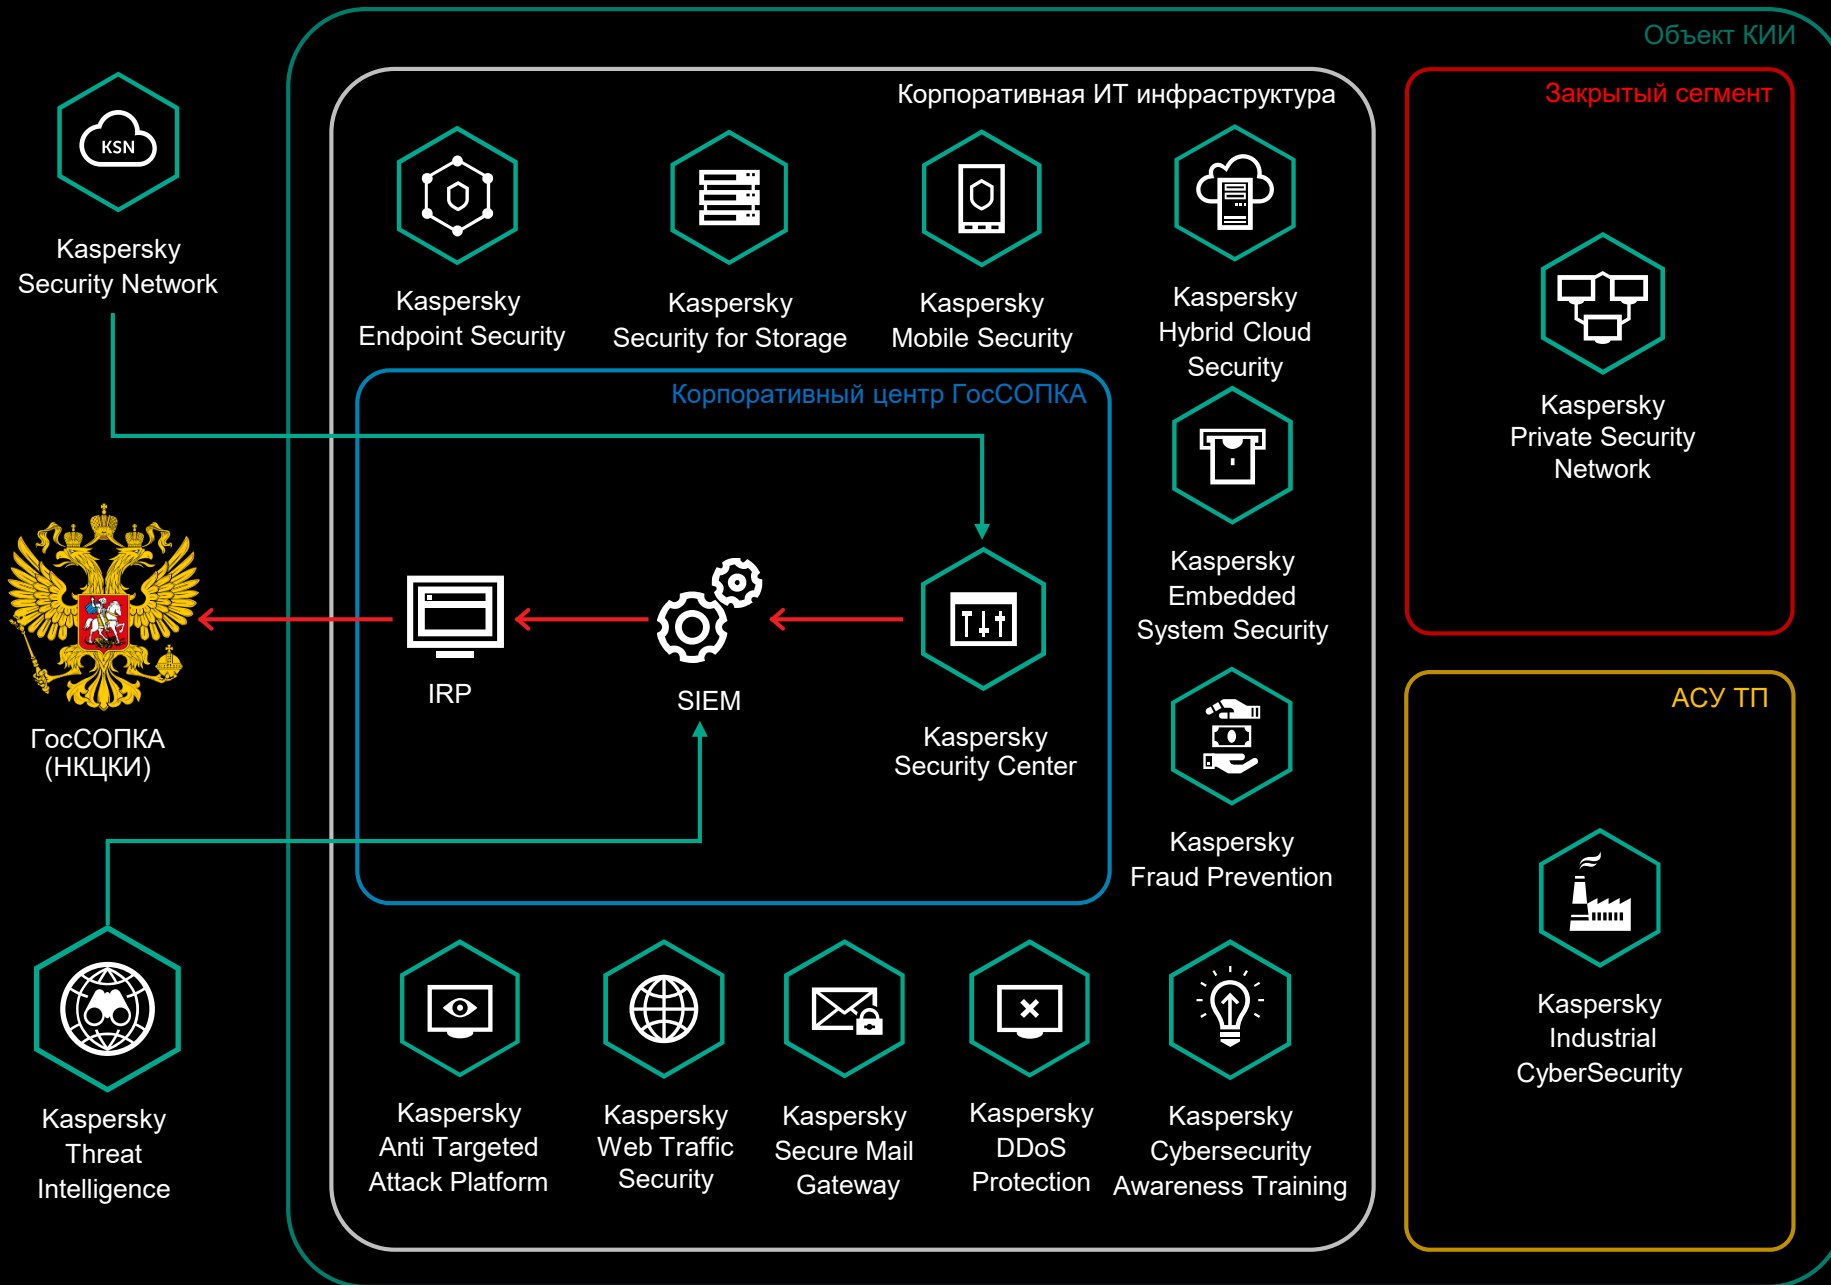 Объект КИИ
Корпоративная ИТ инфраструктура
Закрытый сегмент
KSN
Kaspersky
Security Network
Kaspersky
Endpoint Security
Kaspersky
Security for Storage
Kaspersky
Mobile Security
Kaspersky
Hybrid Cloud
Security
Kaspersky
Private Security
Network
Корпоративный центр ГосСОПКА
Kaspersky
Embedded
System Security
IRP
SIEM
Kaspersky
Security Center
ГосСОПКА
(НКЦКИ)
АСУ ТП
Kaspersky
Fraud Prevention
Kaspersky
Industrial
CyberSecurity
Kaspersky
Threat
Intelligence
Kaspersky
Anti Targeted
Attack Platform
Kaspersky
Web Traffic
Security
Kaspersky
Secure Mail
Gateway
Kaspersky
DDoS
Protection
Kaspersky
Cybersecurity
Awareness Training